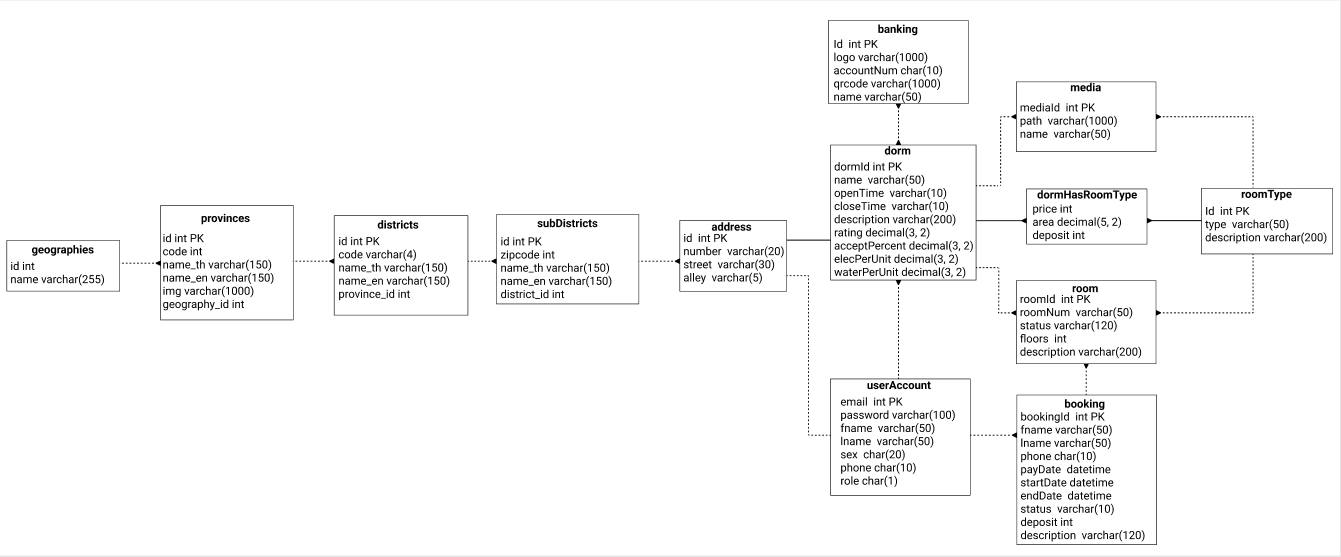 geographies
id int
name varchar(255)
provinces
id int PK
code int
name_th varchar(150)
name_en varchar(150)
img varchar(1000)
geography_id int
districts
id int PK
code varchar(4)
name_th varchar(150)
name_en varchar(150)
province_id int
subDistricts
id int PK
zipcode int
name_th varchar(150)
name_en varchar(150)
district_id int
address
id int PK
number varchar(20)
street varchar(30)
alley varchar(5)
banking
Id int PK
logo varchar(1000)
accountNum char(10)
qrcode varchar(1000)
name varchar(50)
dorm
dormId int PK
name varchar(50)
openTime varchar(10)
closeTime varchar(10)
description varchar(200)
rating decimal(3, 2)
acceptPercent decimal(3, 2)
elecPerUnit decimal(3, 2)
waterPerUnit decimal(3, 2)
userAccount
email int PK
password varchar(100)
fname varchar(50)
lname varchar(50)
sex char(20)
phone char(10)
role char(1)
media
mediaId int PK
path varchar(1000)
name varchar(50)
dormHasRoomType
price int
area decimal(5, 2)
deposit int
roomType
Id int PK
type varchar(50)
description varchar(200)
room
roomId int PK
roomNum varchar(50)
status varchar(120)
floors int
description varchar(200)
booking
bookingId int PK
fname varchar(50)
lname varchar(50)
phone char(10)
payDate datetime
startDate datetime
endDate datetime
status varchar(10)
deposit int
description varchar(120)